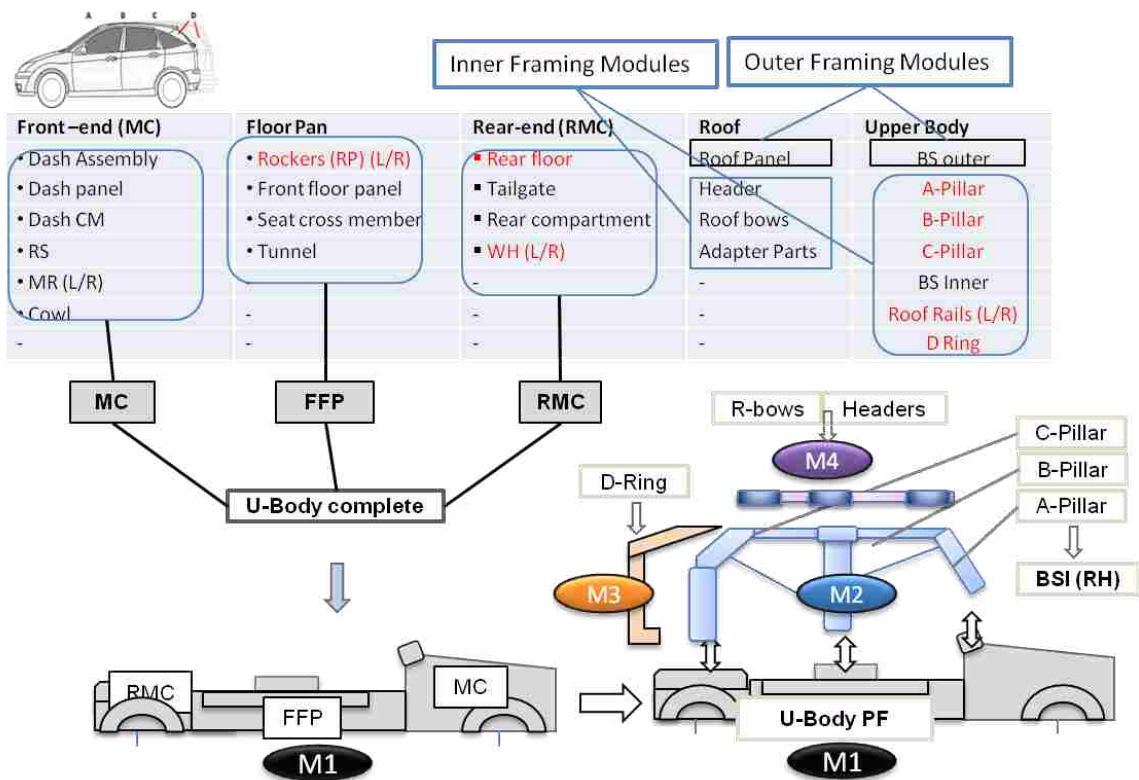 A B C D
Inner Framing Modules
Outer Framing Modules
Front –end (MC) Floor Pan Rear-end (RMC) Roof Upper Body
• Dash Assembly • Rockers (RP) (L/R) ▪ Rear floor Roof Panel BS outer
• Dash panel • Front floor panel ▪ Tailgate Header A-Pillar
• Dash CM • Seat cross member ▪ Rear compartment Roof bows B-Pillar
• RS • Tunnel ▪ WH (L/R) Adapter Parts C-Pillar
• MR (L/R) - - - BS Inner
• Cowl - - - Roof Rails (L/R)
- - - - D Ring
MC FFP RMC
R-bows Headers
C-Pillar
M4
B-Pillar
D-Ring
U-Body complete
A-Pillar
M3
M2
BSI (RH)
RMC
MC
FFP
U-Body PF
M1
M1